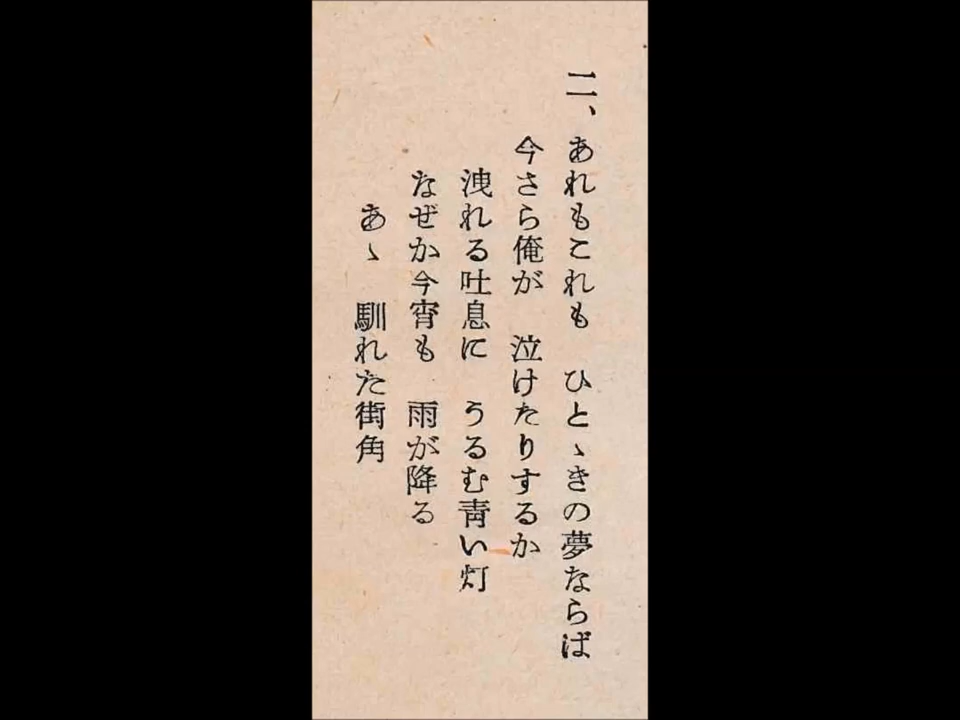 二、あれもこれも　ひとゝきの夢ならば
今さら俺が　泣けたりするか
洩れる吐息に　うるむ靑い灯
なぜか今宵も　雨が降る
あゝ　馴れた街角